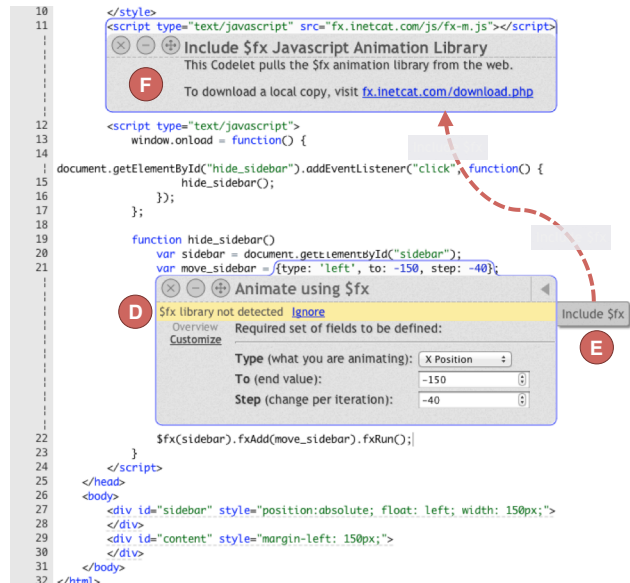 10 </style>
11 <script type="text/javascript" src="fx.inetcat.com/js/fx-m.js"></script>
Include $fx Javascript Animation Library
This Codelet pulls the $fx animation library from the web.
F
To download a local copy, visit fx.inetcat.com/download.php
12 <script type="text/javascript">
13 window.onload = function() {
14
document.getElementById("hide_sidebar").addEventListener("click", function() {
15 hide_sidebar();
16 });
17 };
18
19 function hide_sidebar()
20 var sidebar = document.getElementById("sidebar");
21 var move_sidebar = {type: 'left', to: -150, step: -40};
Animate using $fx
D
$fx library not detected Ignore
Include $fx
E
Overview
Customize
Required set of fields to be defined:
Type (what you are animating): X Position
To (end value): -150
Step (change per iteration): -40
22 $fx(sidebar).fxAdd(move_sidebar).fxRun();
23 }
24 </script>
25 </head>
26 <body>
27 <div id="sidebar" style="position:absolute; float: left; width: 150px;">
28 </div>
29 <div id="content" style="margin-left: 150px;">
30 </div>
31 </body>
32 </html>